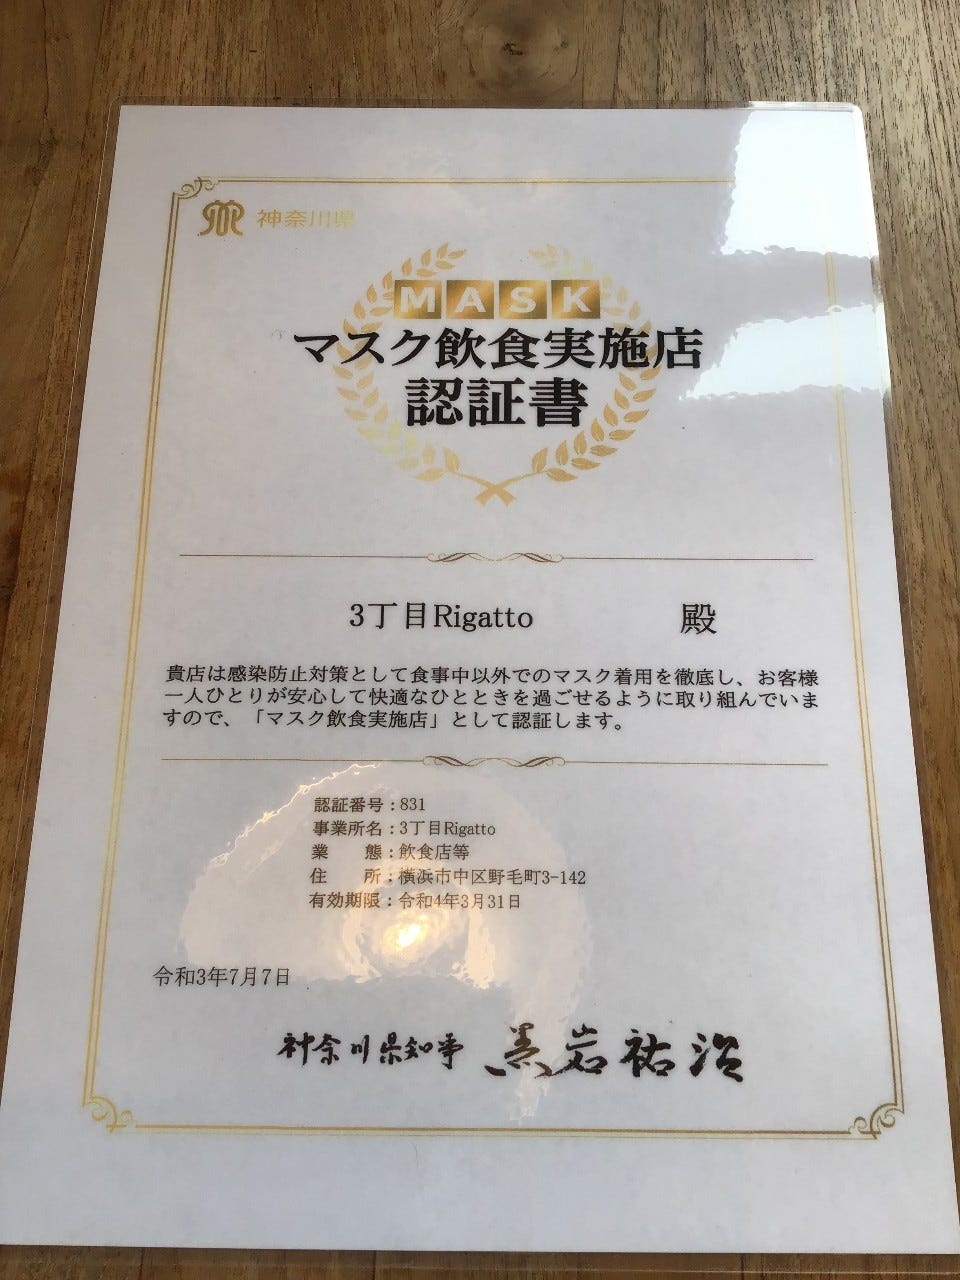 神奈川県
MASK
マスク飲食実施店
認証書
3丁目Rigatto 殿
貴店は感染防止対策として食事中以外でのマスク着用を徹底し、お客様
一人ひとりが安心して快適なひとときを過ごせるように取り組んでいま
すので、「マスク飲食実施店」として認証します。
認証番号：831
事業所名：3丁目Rigatto
業　　態：飲食店等
住　　所：横浜市中区野毛町3-142
有効期限：令和4年3月31日
令和3年7月7日
神奈川県知事 黒岩祐治